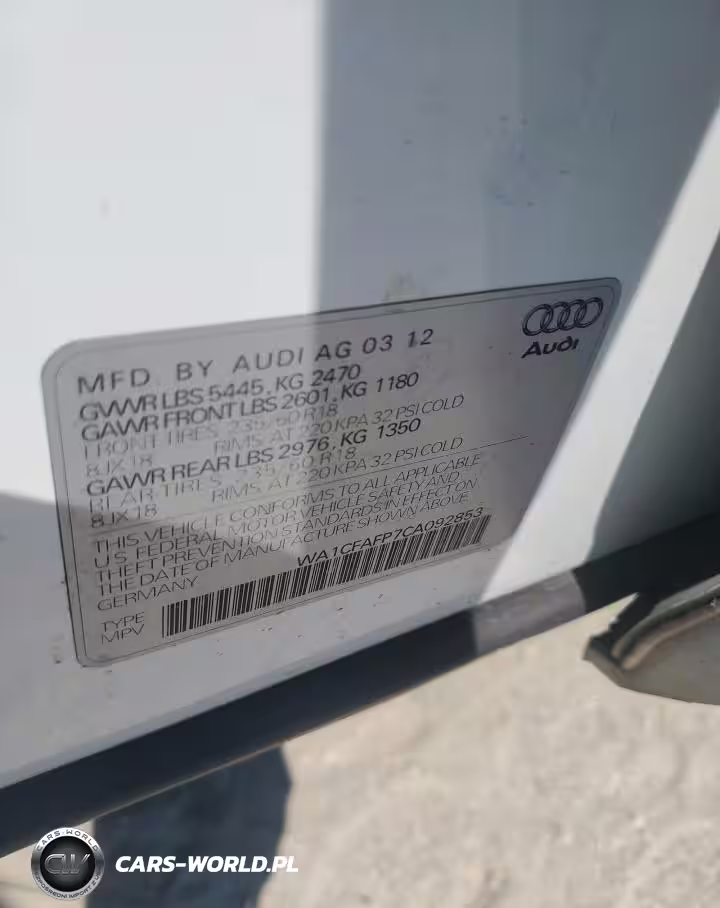 Audi
MFD BY AUDI AG 03 12
GVWR LBS 5445, KG 2470
GAWR FRONT LBS 2601, KG 1180
FRONT TIRES 235/60 R18
8JX18 RIMS AT 220 KPA 32 PSI COLD
GAWR REAR LBS 2976, KG 1350
REAR TIRES 235/60 R18
8JX18 RIMS AT 220 KPA 32 PSI COLD
THIS VEHICLE CONFORMS TO ALL APPLICABLE
U.S. FEDERAL MOTOR VEHICLE SAFETY AND
THEFT PREVENTION STANDARDS IN EFFECT ON
THE DATE OF MANUFACTURE SHOWN ABOVE.
GERMANY
WA1CFAFP7CA092853
TYPE
MPV
CARS-WORLD
CW
CARS-WORLD.PL